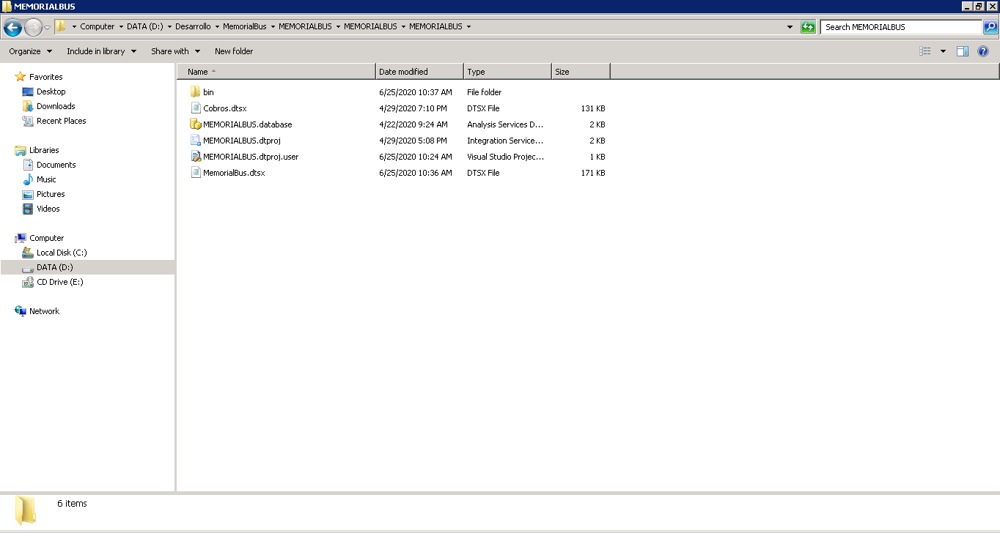 MEMORIALBUS
Computer DATA (D:) Desarrollo MemorialBus MEMORIALBUS MEMORIALBUS MEMORIALBUS
Search MEMORIALBUS
Organize Include in library Share with New folder
Favorites
Desktop
Downloads
Recent Places
Libraries
Documents
Music
Pictures
Videos
Computer
Local Disk (C:)
DATA (D:)
CD Drive (E:)
Network
Name Date modified Type Size
bin 6/25/2020 10:37 AM File folder
Cobros.dtsx 4/29/2020 7:10 PM DTSX File 131 KB
MEMORIALBUS.database 4/22/2020 9:24 AM Analysis Services D... 2 KB
MEMORIALBUS.dtproj 4/29/2020 5:08 PM Integration Service... 2 KB
MEMORIALBUS.dtproj.user 6/25/2020 10:24 AM Visual Studio Projec... 1 KB
MemorialBus.dtsx 6/25/2020 10:36 AM DTSX File 171 KB
6 items